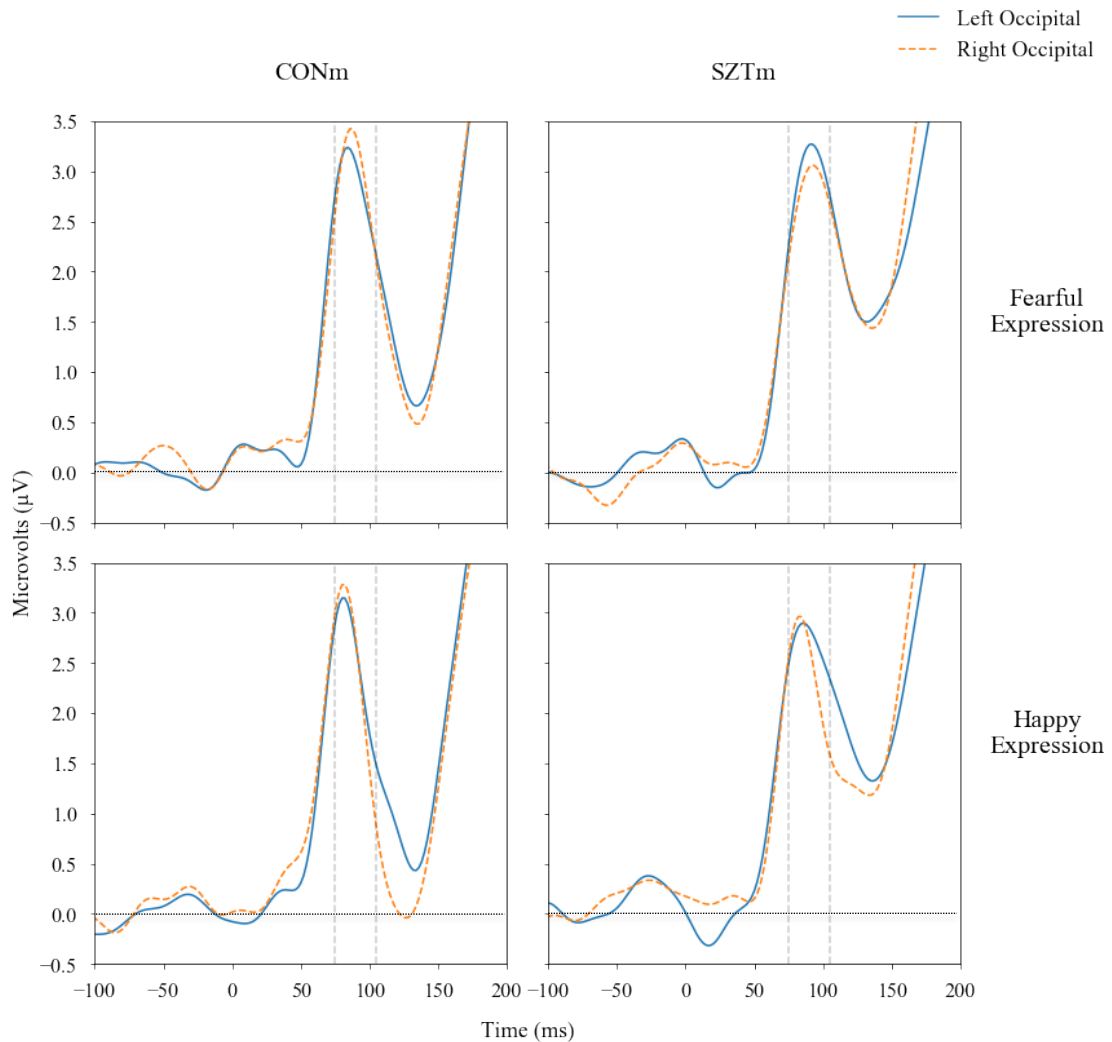 Left Occipital
Right Occipital
CONm
SZTm
3.5
3.0
2.5
2.0
1.5
1.0
0.5
0.0
−0.5
Fearful
Expression
Microvolts (µV)
3.5
3.0
2.5
2.0
1.5
1.0
0.5
0.0
−0.5
Happy
Expression
−100 −50 0 50 100 150 200
−100 −50 0 50 100 150 200
Time (ms)